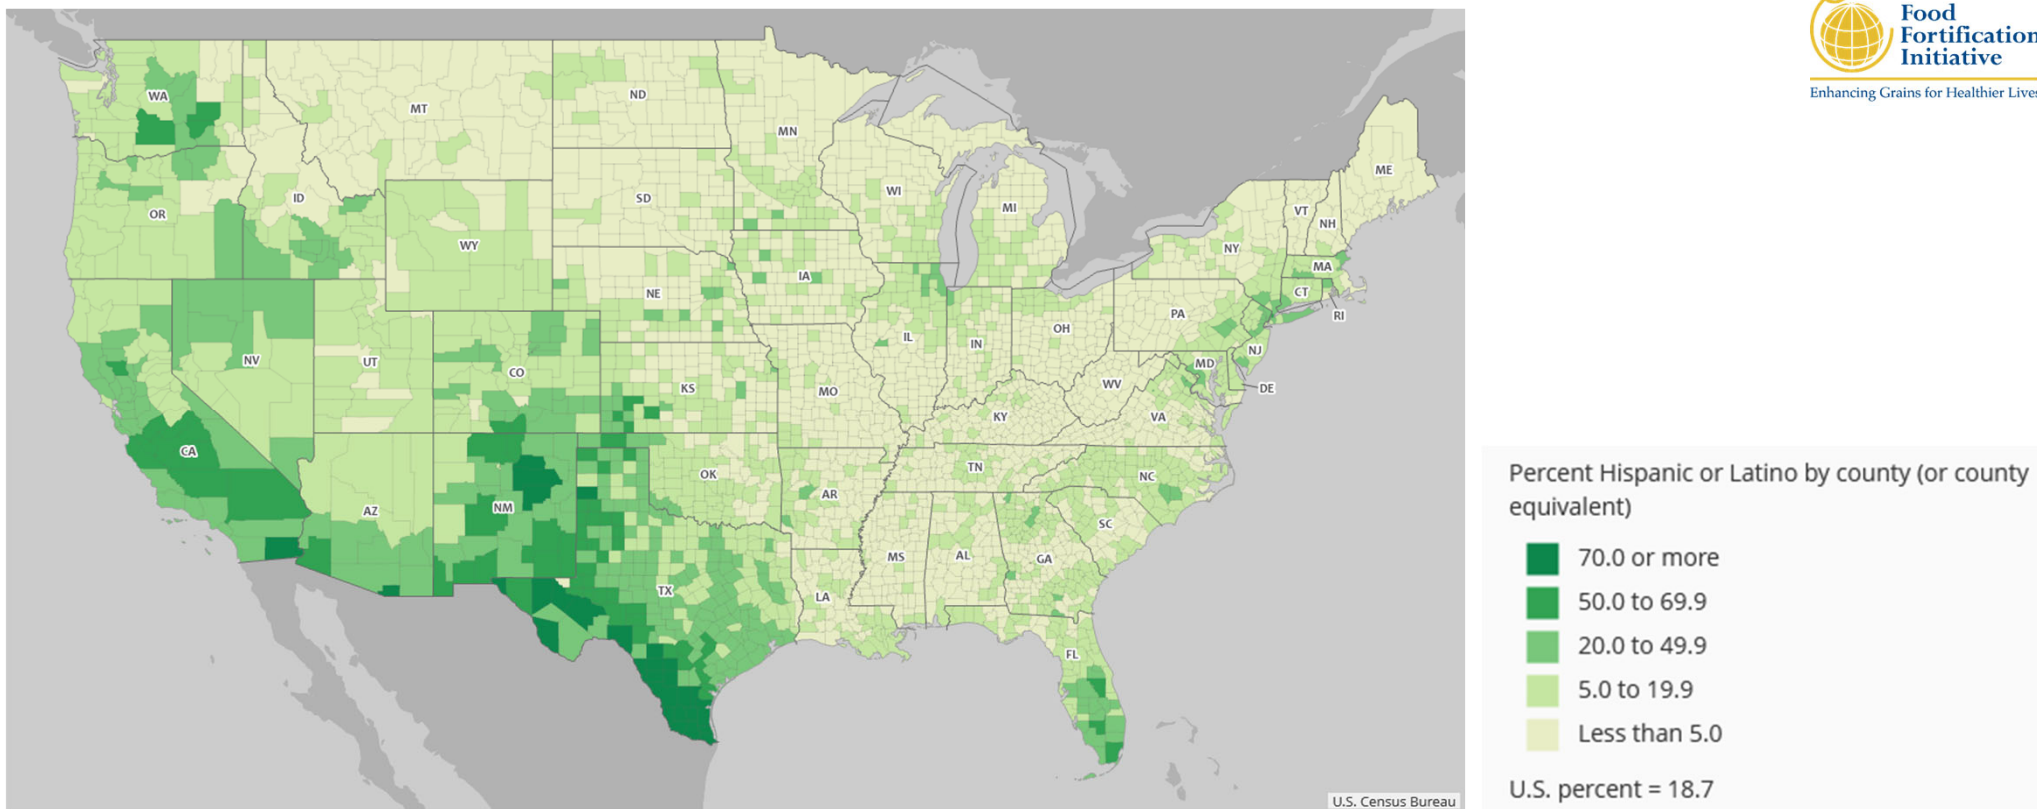 Food
Fortification
Initiative
Enhancing Grains for Healthier Lives
WA
MT
ND
MN
ME
OR
ID
SD
WI
MI
VT
NH
NY
WY
MA
IA
NE
CT
RI
PA
NV
UT
CO
IL
IN
OH
NJ
MD
DE
KS
MO
WV
KY
VA
CA
AZ
NM
OK
AR
TN
NC
SC
MS
AL
GA
TX
LA
FL
Percent Hispanic or Latino by county (or county
equivalent)
70.0 or more
50.0 to 69.9
20.0 to 49.9
5.0 to 19.9
Less than 5.0
U.S. percent = 18.7
U.S. Census Bureau